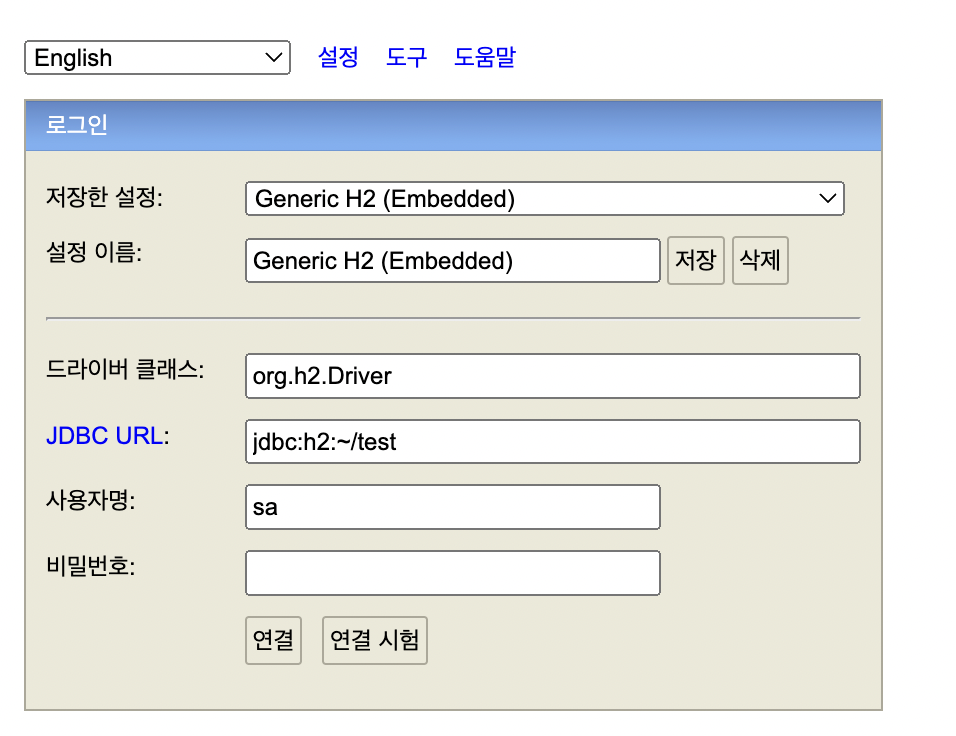 English 설정 도구 도움말
로그인
저장한 설정: Generic H2 (Embedded)
설정 이름: Generic H2 (Embedded) 저장 삭제
드라이버 클래스: org.h2.Driver
JDBC URL: jdbc:h2:~/test
사용자명: sa
비밀번호:
연결 연결 시험